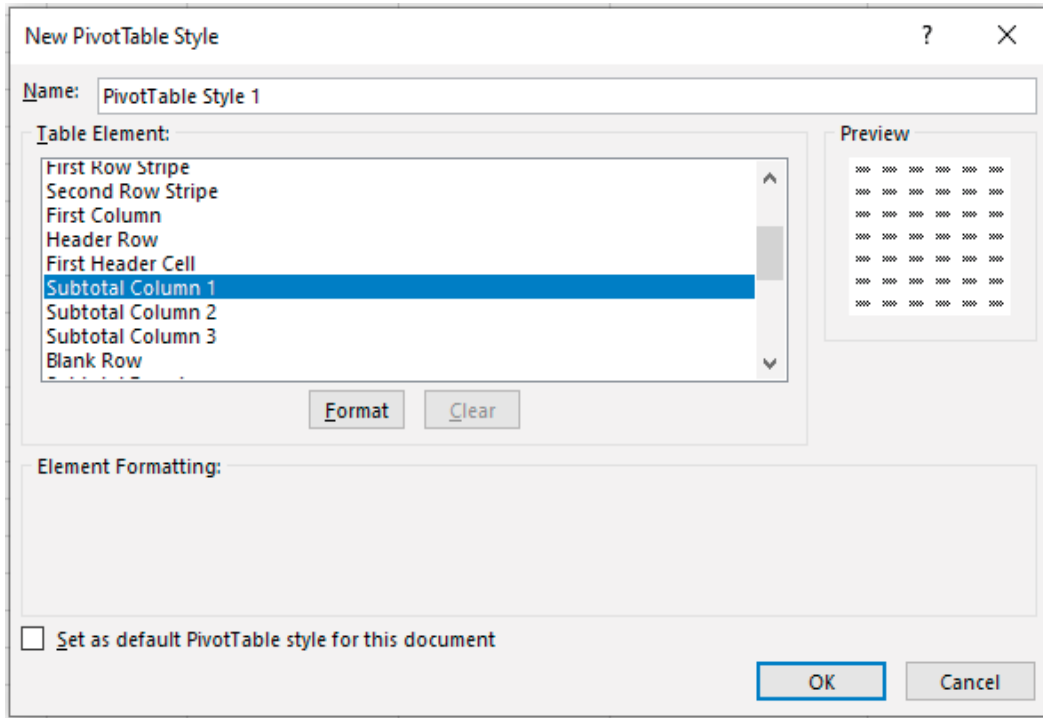 New PivotTable Style
?
Name:
PivotTable Style 1
Table Element:
First Row Stripe
Second Row Stripe
First Column
Header Row
First Header Cell
Subtotal Column 1
Subtotal Column 2
Subtotal Column 3
Blank Row
Format
Clear
Preview
Element Formatting:
Set as default PivotTable style for this document
OK
Cancel